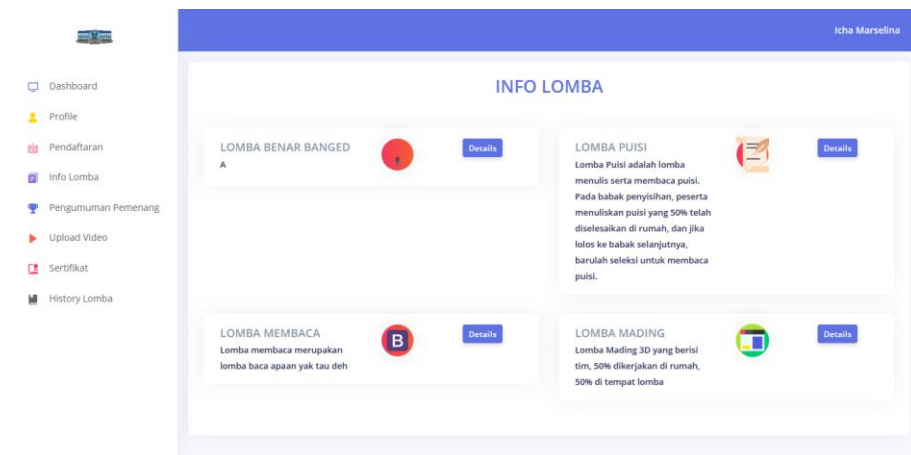 Icha Marselina
Dashboard
Profile
Pendaftaran
Info Lomba
Pengumuman Pemenang
Upload Video
Sertifikat
History Lomba
INFO LOMBA
LOMBA BENAR BANGED
A
Details
LOMBA PUISI
Lomba Puisi adalah lomba
menulis serta membaca puisi.
Pada babak penyisihan, peserta
menuliskan puisi yang 50% telah
diselesaikan di rumah, dan jika
lolos ke babak selanjutnya,
barulah seleksi untuk membaca
puisi.
Details
LOMBA MEMBACA
Lomba membaca merupakan
lomba baca apaan yak tau deh
B
Details
LOMBA MADING
Lomba Mading 3D yang berisi
tim, 50% dikerjakan di rumah,
50% di tempat lomba
Details